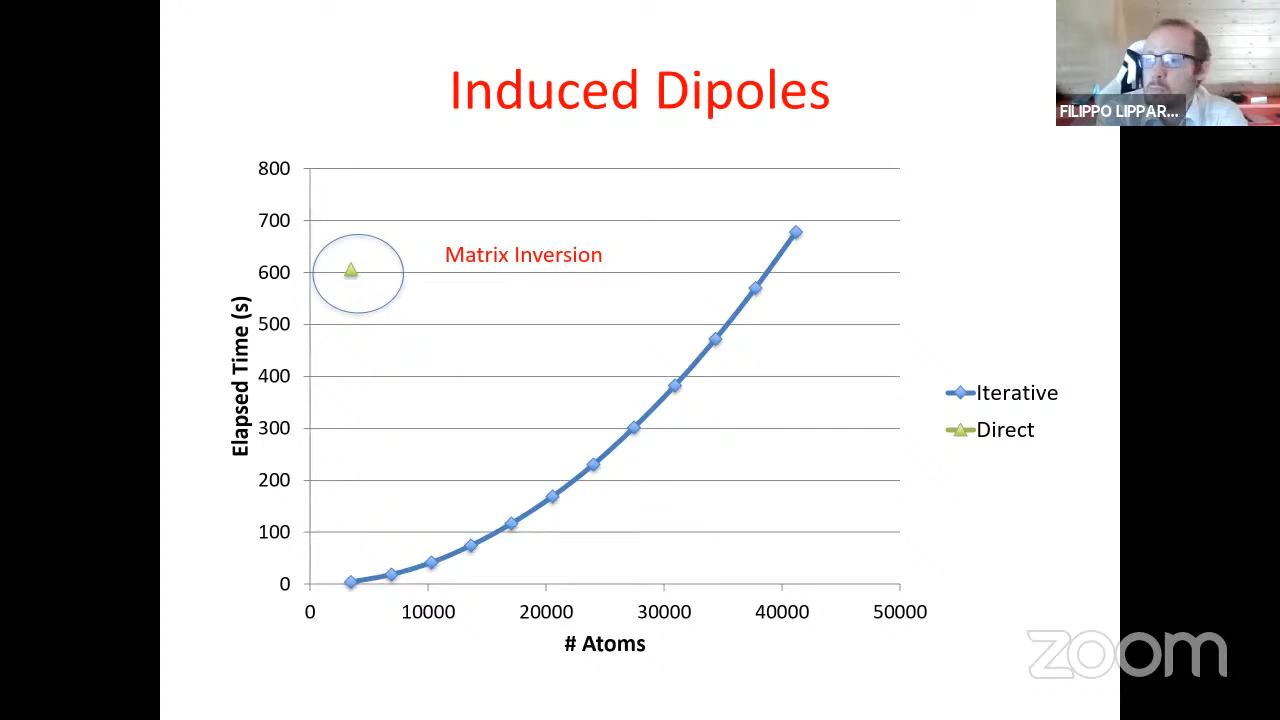 Induced Dipoles
FILIPPO LIPPAR...
800
700
Matrix Inversion
600
500
400
300
200
100
0
Elapsed Time (s)
0 10000 20000 30000 40000 50000
# Atoms
Iterative
Direct
zoom